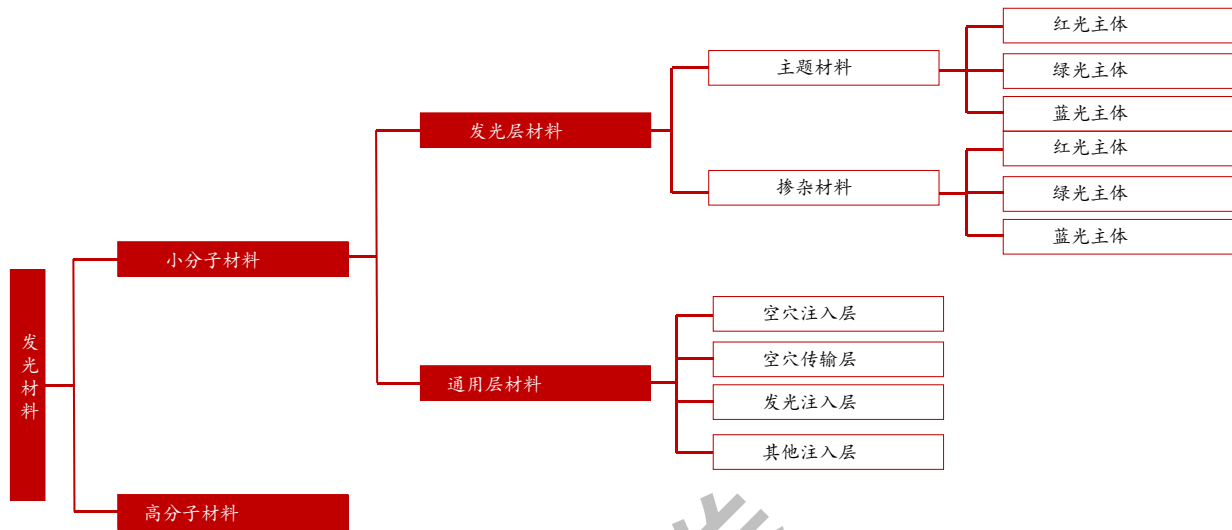 发光材料
小分子材料
高分子材料
发光层材料
通用层材料
主题材料
掺杂材料
红光主体
绿光主体
蓝光主体
红光主体
绿光主体
蓝光主体
空穴注入层
空穴传输层
发光注入层
其他注入层